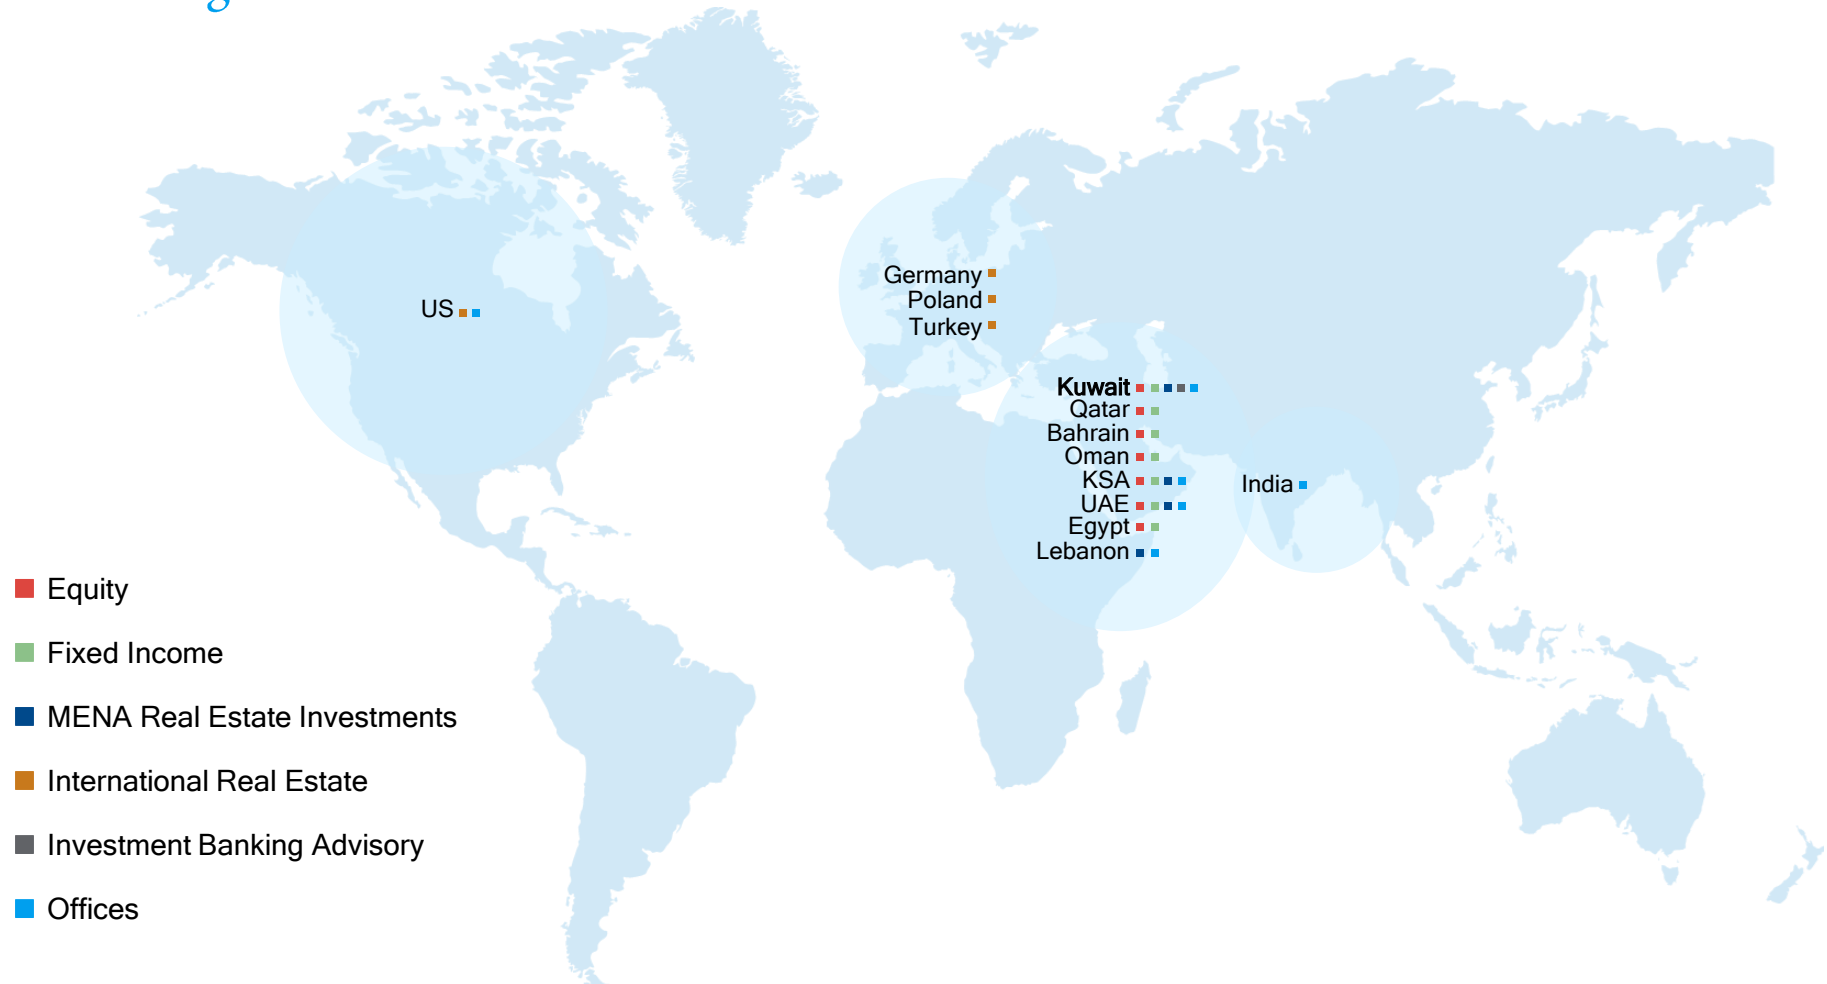 US
Germany
Poland
Turkey
Kuwait
Qatar
Bahrain
Oman
KSA
UAE
Egypt
Lebanon
India
Equity
Fixed Income
MENA Real Estate Investments
International Real Estate
Investment Banking Advisory
Offices